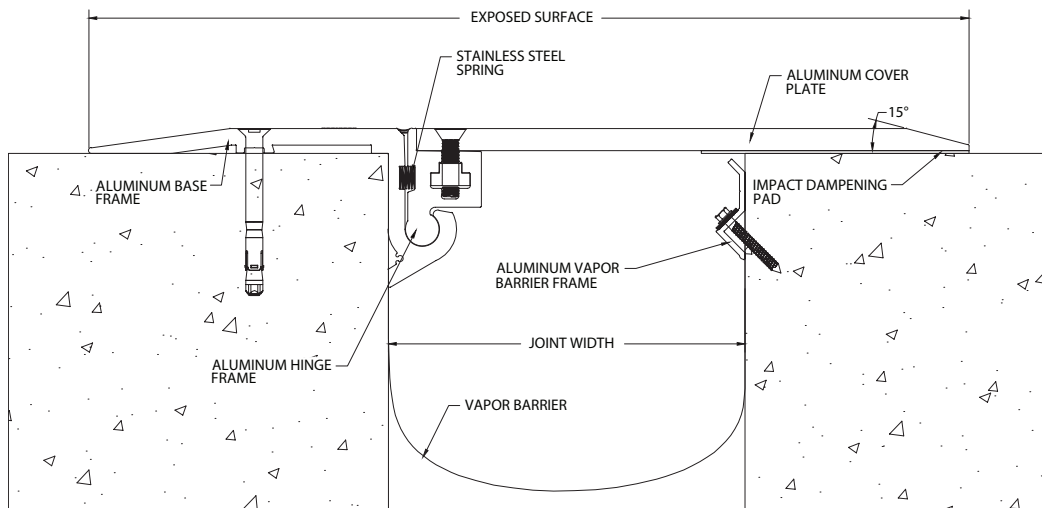 EXPOSED SURFACE
STAINLESS STEEL
SPRING
ALUMINUM COVER
PLATE
15°
ALUMINUM BASE
FRAME
IMPACT DAMPENING
PAD
ALUMINUM VAPOR
BARRIER FRAME
JOINT WIDTH
ALUMINUM HINGE
FRAME
VAPOR BARRIER